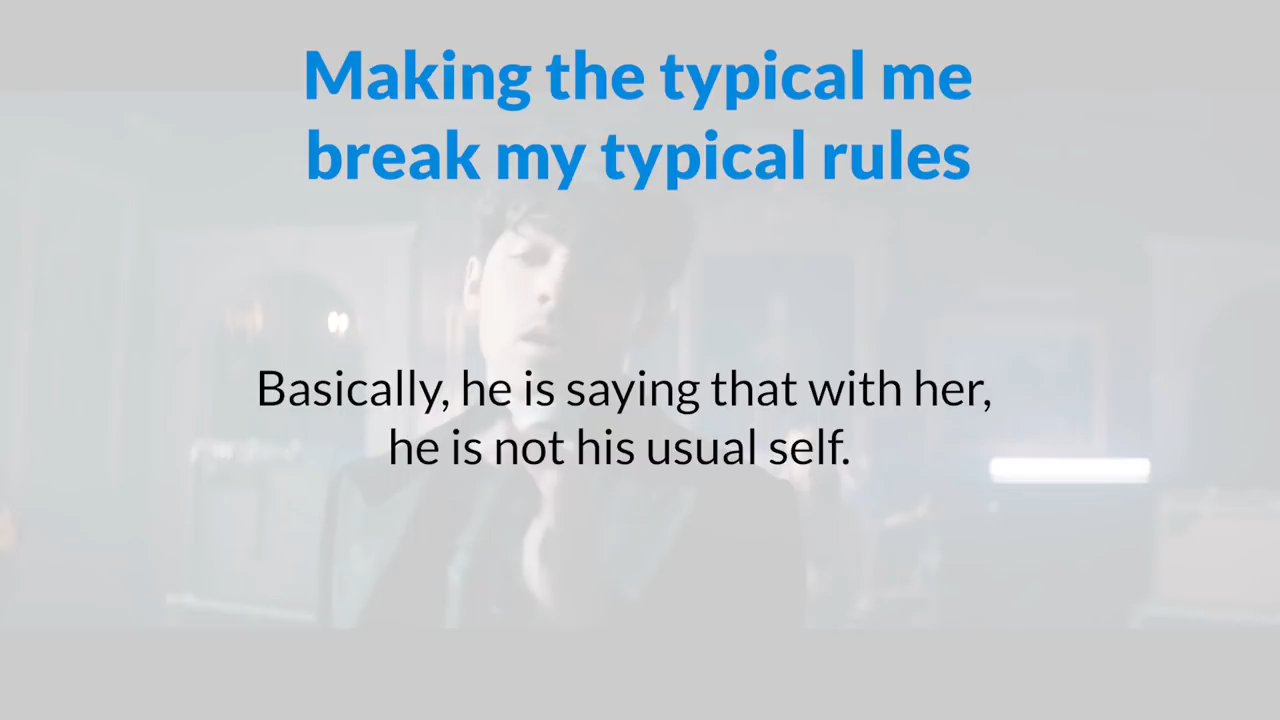 Making the typical me
break my typical rules
Basically, he is saying that with her,
he is not his usual self.